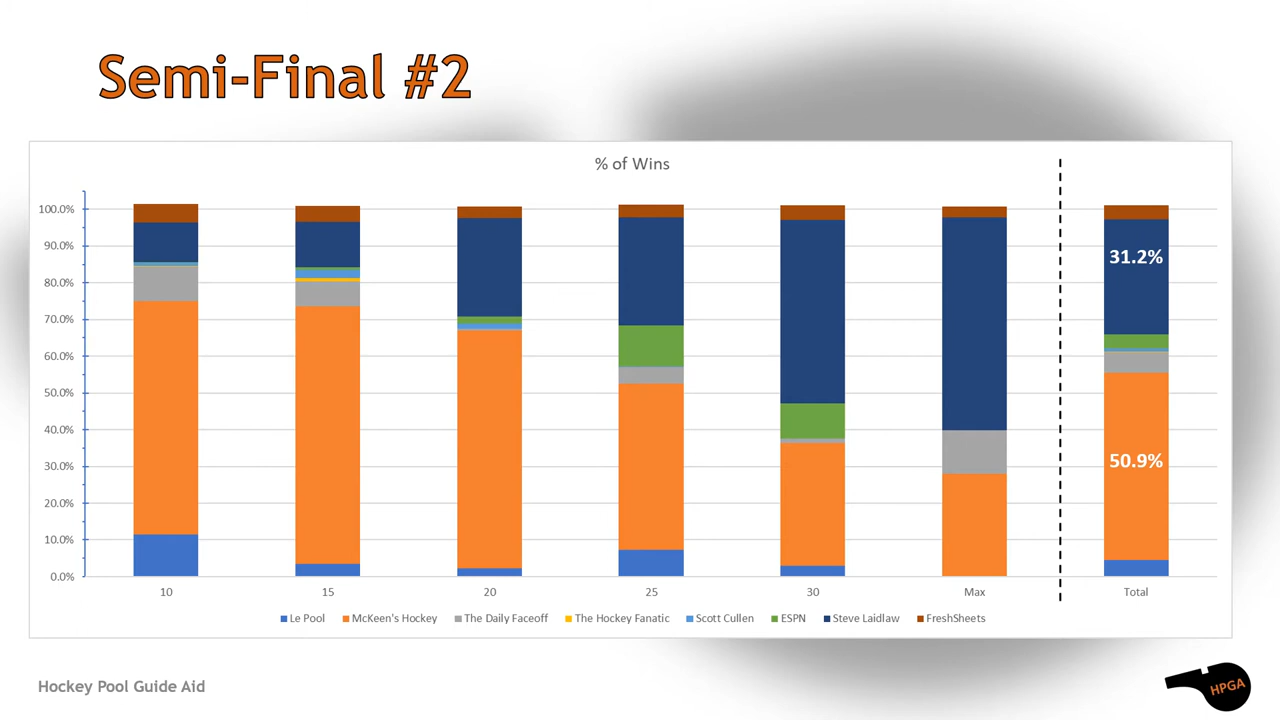 Semi-Final #2
% of Wins
100.0%
90.0%
80.0%
70.0%
60.0%
50.0%
40.0%
30.0%
20.0%
10.0%
0.0%
31.2%
50.9%
10 15 20 25 30 Max Total
Le Pool McKeen's Hockey The Daily Faceoff The Hockey Fanatic Scott Cullen ESPN Steve Laidlaw FreshSheets
Hockey Pool Guide Aid
HPGA